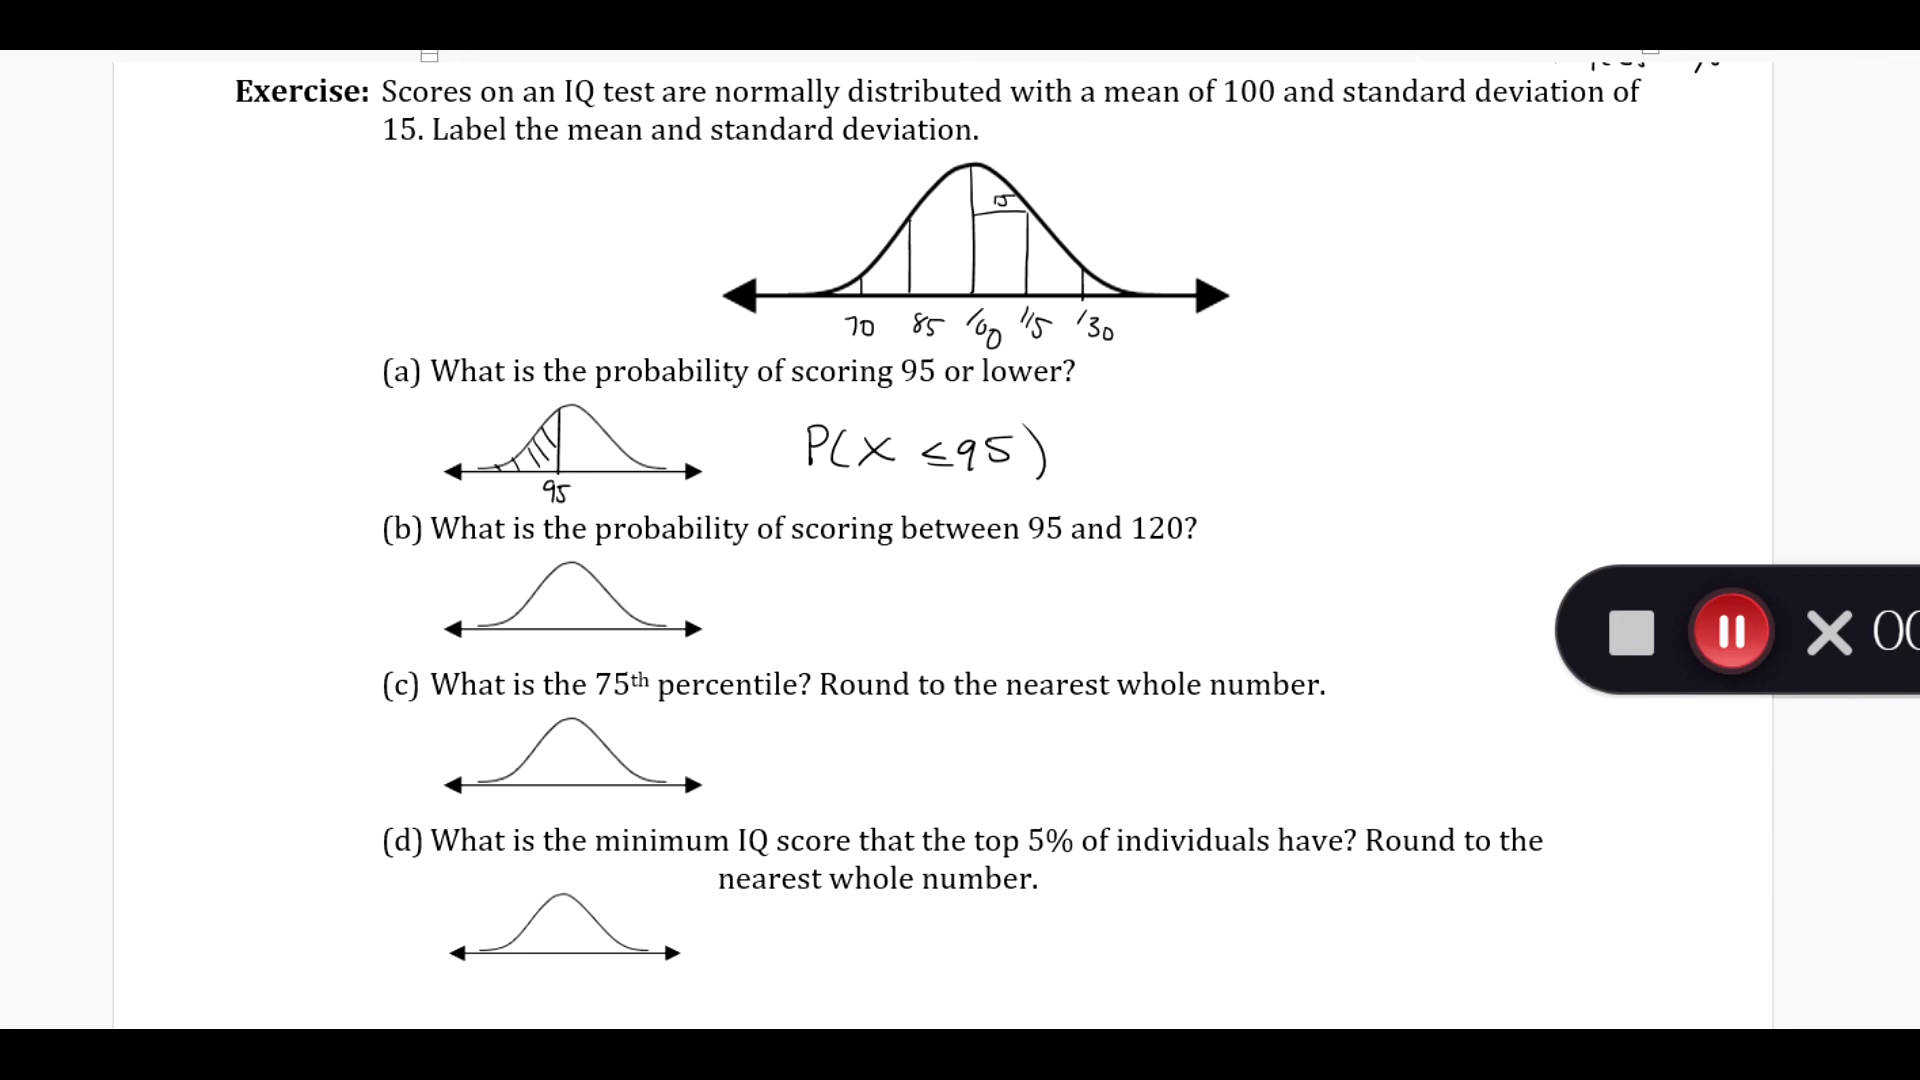 Exercise: Scores on an IQ test are normally distributed with a mean of 100 and standard deviation of
15. Label the mean and standard deviation.
σ
70 85 100 115 130
(a) What is the probability of scoring 95 or lower?
P(X ≤95)
95
(b) What is the probability of scoring between 95 and 120?
(c) What is the 75th percentile? Round to the nearest whole number.
(d) What is the minimum IQ score that the top 5% of individuals have? Round to the
nearest whole number.